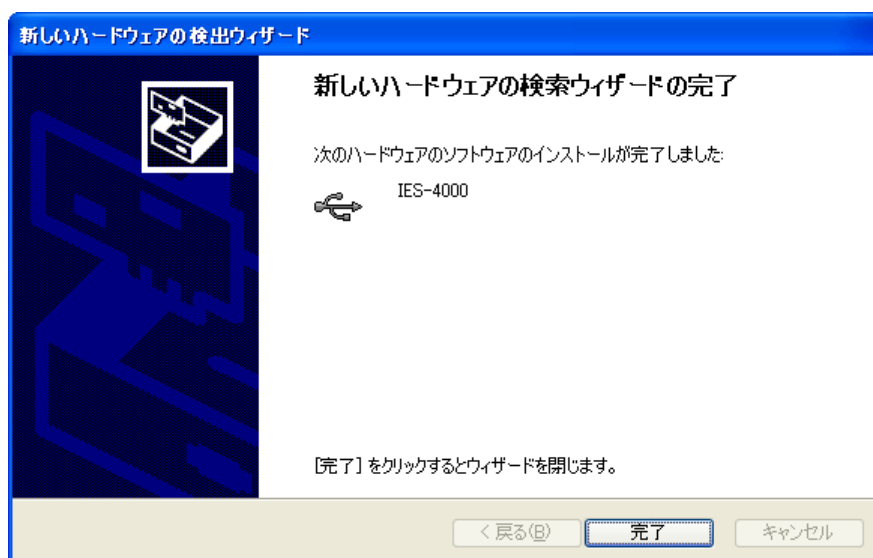 新しいハードウェアの検出ウィザード
新しいハードウェアの検索ウィザードの完了
次のハードウェアのソフトウェアのインストールが完了しました:
IES-4000
[完了] をクリックするとウィザードを閉じます。
< 戻る(B)
完了
キャンセル